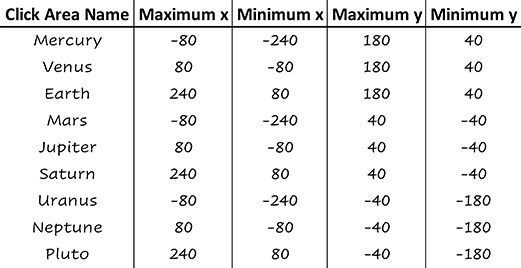 Click Area Name Maximum x Minimum x Maximum y Minimum y
Mercury -80 -240 180 40
Venus 80 -80 180 40
Earth 240 80 180 40
Mars -80 -240 40 -40
Jupiter 80 -80 40 -40
Saturn 240 80 40 -40
Uranus -80 -240 -40 -180
Neptune 80 -80 -40 -180
Pluto 240 80 -40 -180